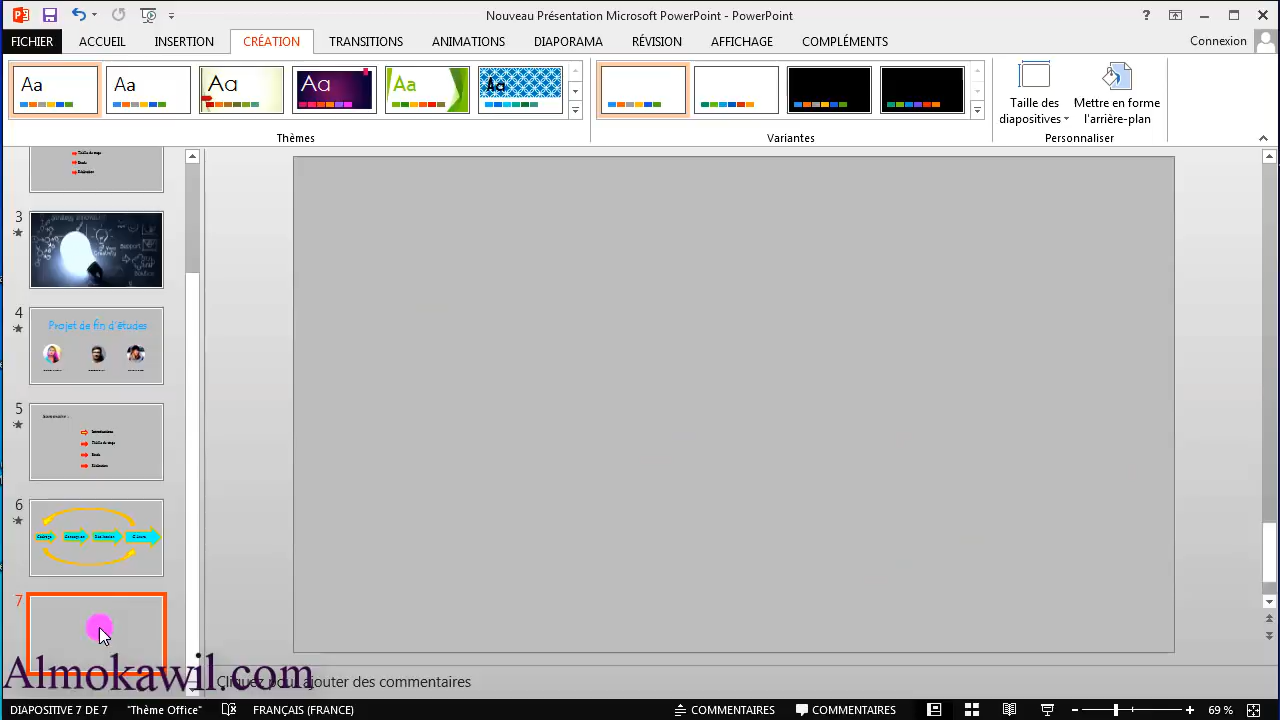 Nouveau Présentation Microsoft PowerPoint - PowerPoint
FICHIER ACCUEIL INSERTION CRÉATION TRANSITIONS ANIMATIONS DIAPORAMA RÉVISION AFFICHAGE COMPLÉMENTS Connexion
Aa Aa Aa Aa Aa Aa
Taille des diapositives
Mettre en forme l'arrière-plan
Thèmes Variantes Personnaliser
3
4
Projet de fin d'études
5
6
7
Almokawil.com
Cliquez pour ajouter des commentaires
DIAPOSITIVE 7 DE 7 "Thème Office" FRANÇAIS (FRANCE) COMMENTAIRES COMMENTAIRES 69 %